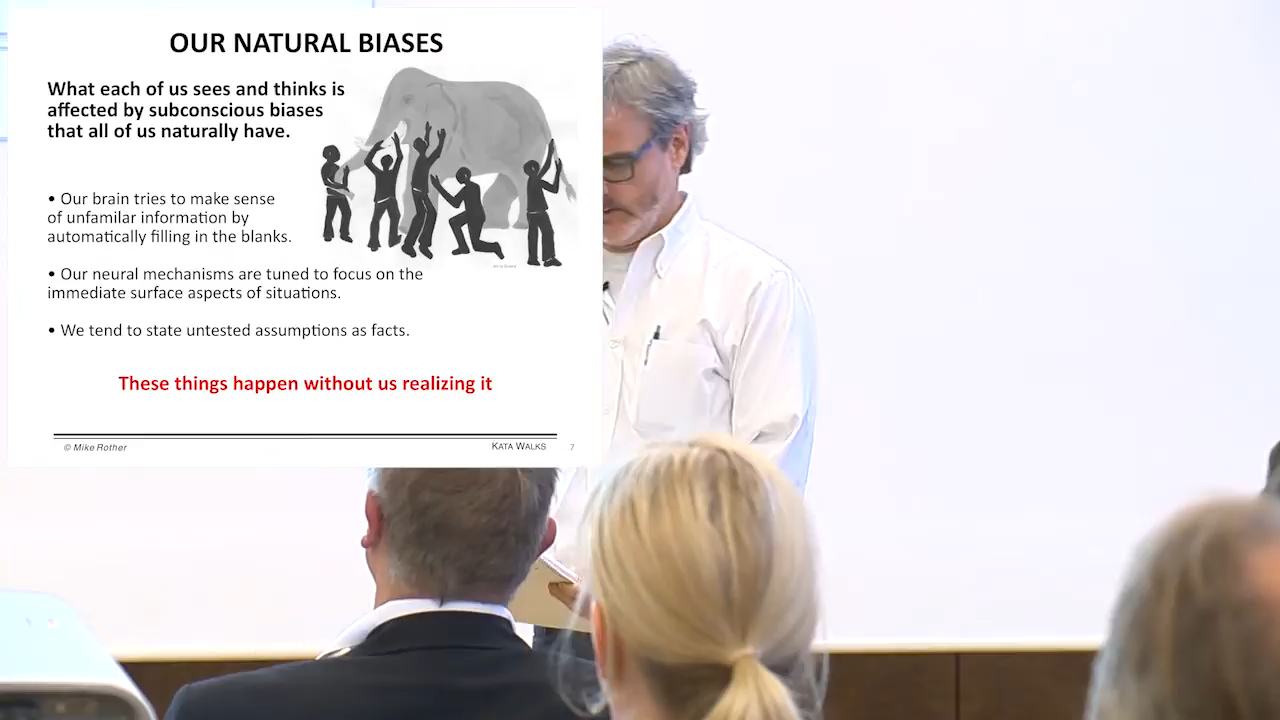 OUR NATURAL BIASES
What each of us sees and thinks is
affected by subconscious biases
that all of us naturally have.
• Our brain tries to make sense
of unfamilar information by
automatically filling in the blanks.
• Our neural mechanisms are tuned to focus on the
immediate surface aspects of situations.
• We tend to state untested assumptions as facts.
These things happen without us realizing it
© Mike Rother
KATA WALKS
7